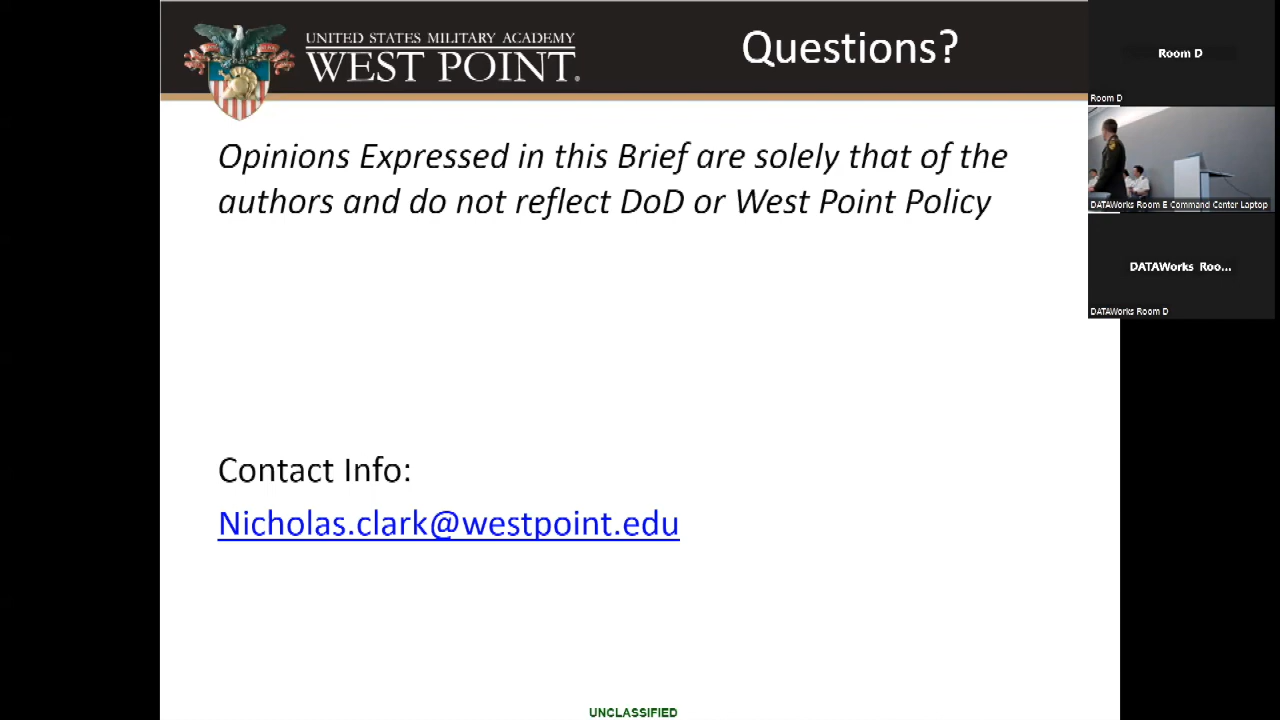 UNITED STATES MILITARY ACADEMY
WEST POINT.
Questions?
Opinions Expressed in this Brief are solely that of the
authors and do not reflect DoD or West Point Policy
Contact Info:
Nicholas.clark@westpoint.edu
UNCLASSIFIED
Room D
Room D
DATAWorks Room E Command Center Laptop
DATAWorks Roo...
DATAWorks Room D